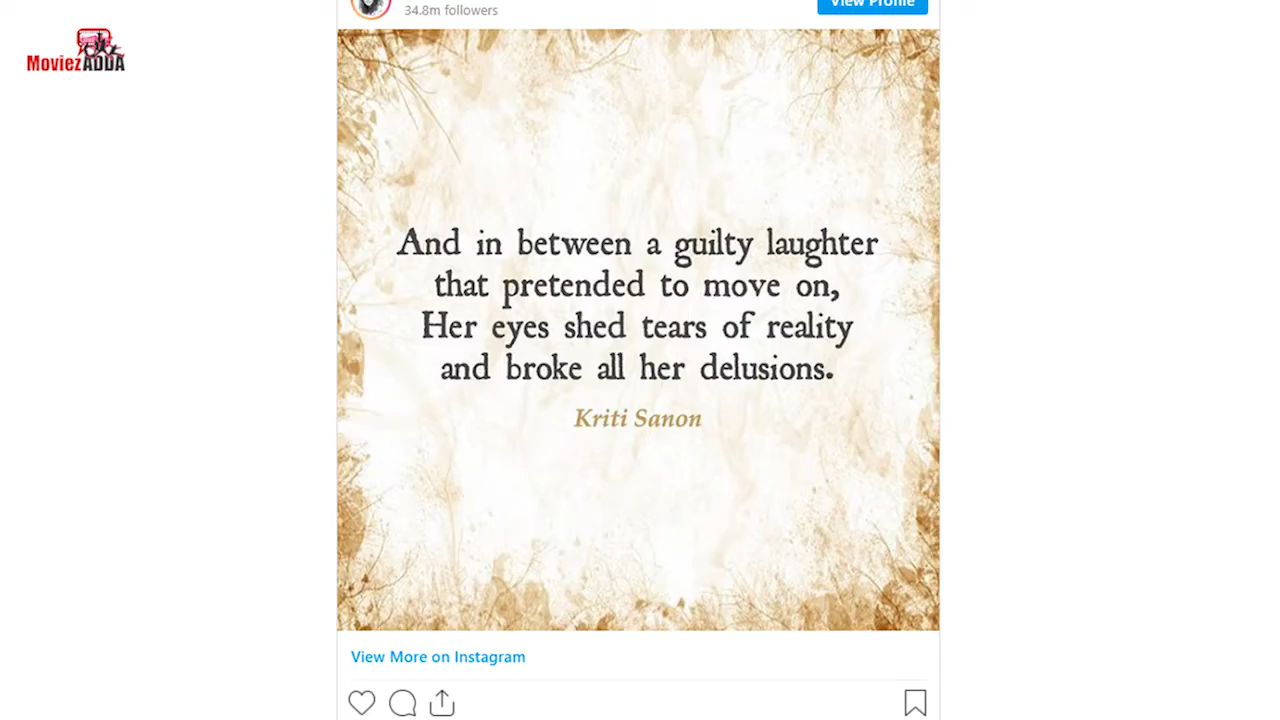 34.8m followers
View Profile
MoviezADDA
And in between a guilty laughter
that pretended to move on,
Her eyes shed tears of reality
and broke all her delusions.
Kriti Sanon
View More on Instagram